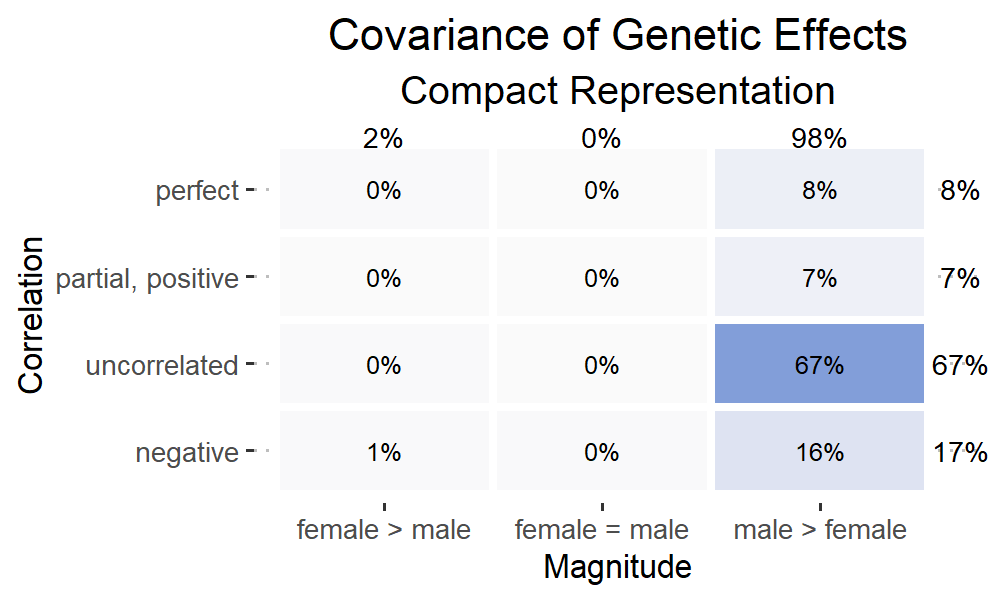 Covariance of Genetic Effects
Compact Representation
2% 0% 98%
perfect 0% 0% 8% 8%
partial, positive 0% 0% 7% 7%
uncorrelated 0% 0% 67% 67%
negative 1% 0% 16% 17%
Correlation
female > male female = male male > female
Magnitude